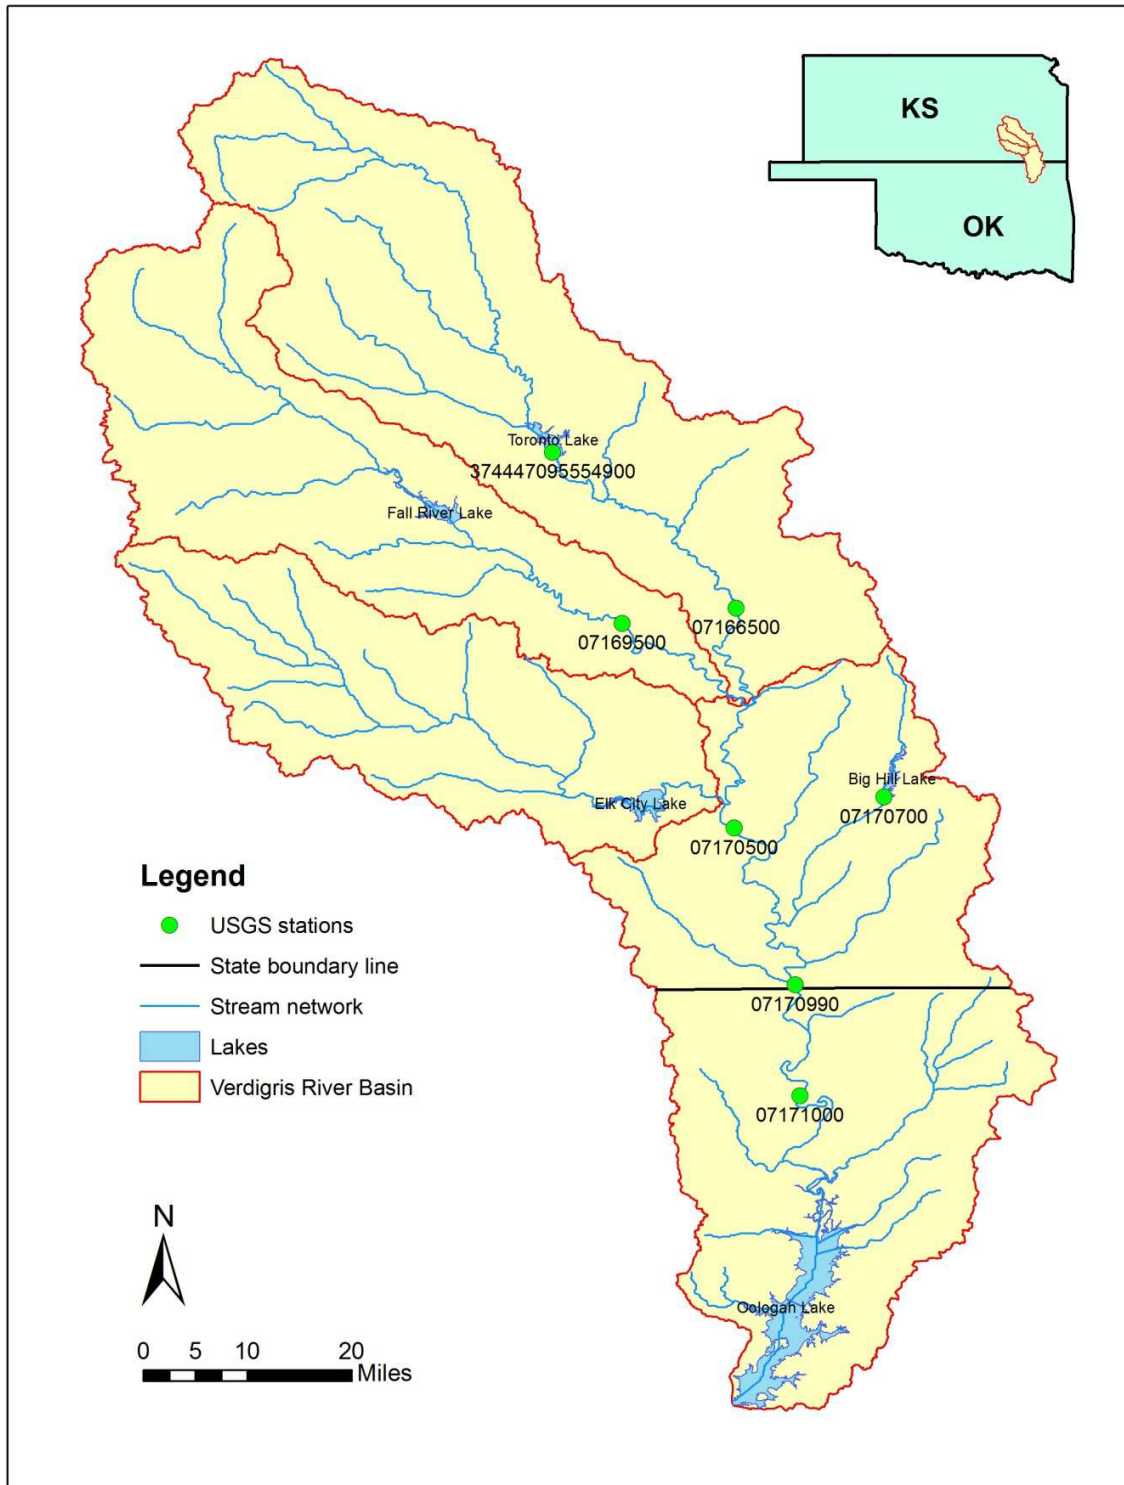 KS
OK
Toronto Lake
374447095554900
Fall River Lake
07169500
07166500
Big Hill Lake
07170700
Elk City Lake
07170500
Legend
USGS stations
State boundary line
Stream network
Lakes
Verdigris River Basin
07170990
07171000
N
0 5 10 20
Miles
Oologan Lake